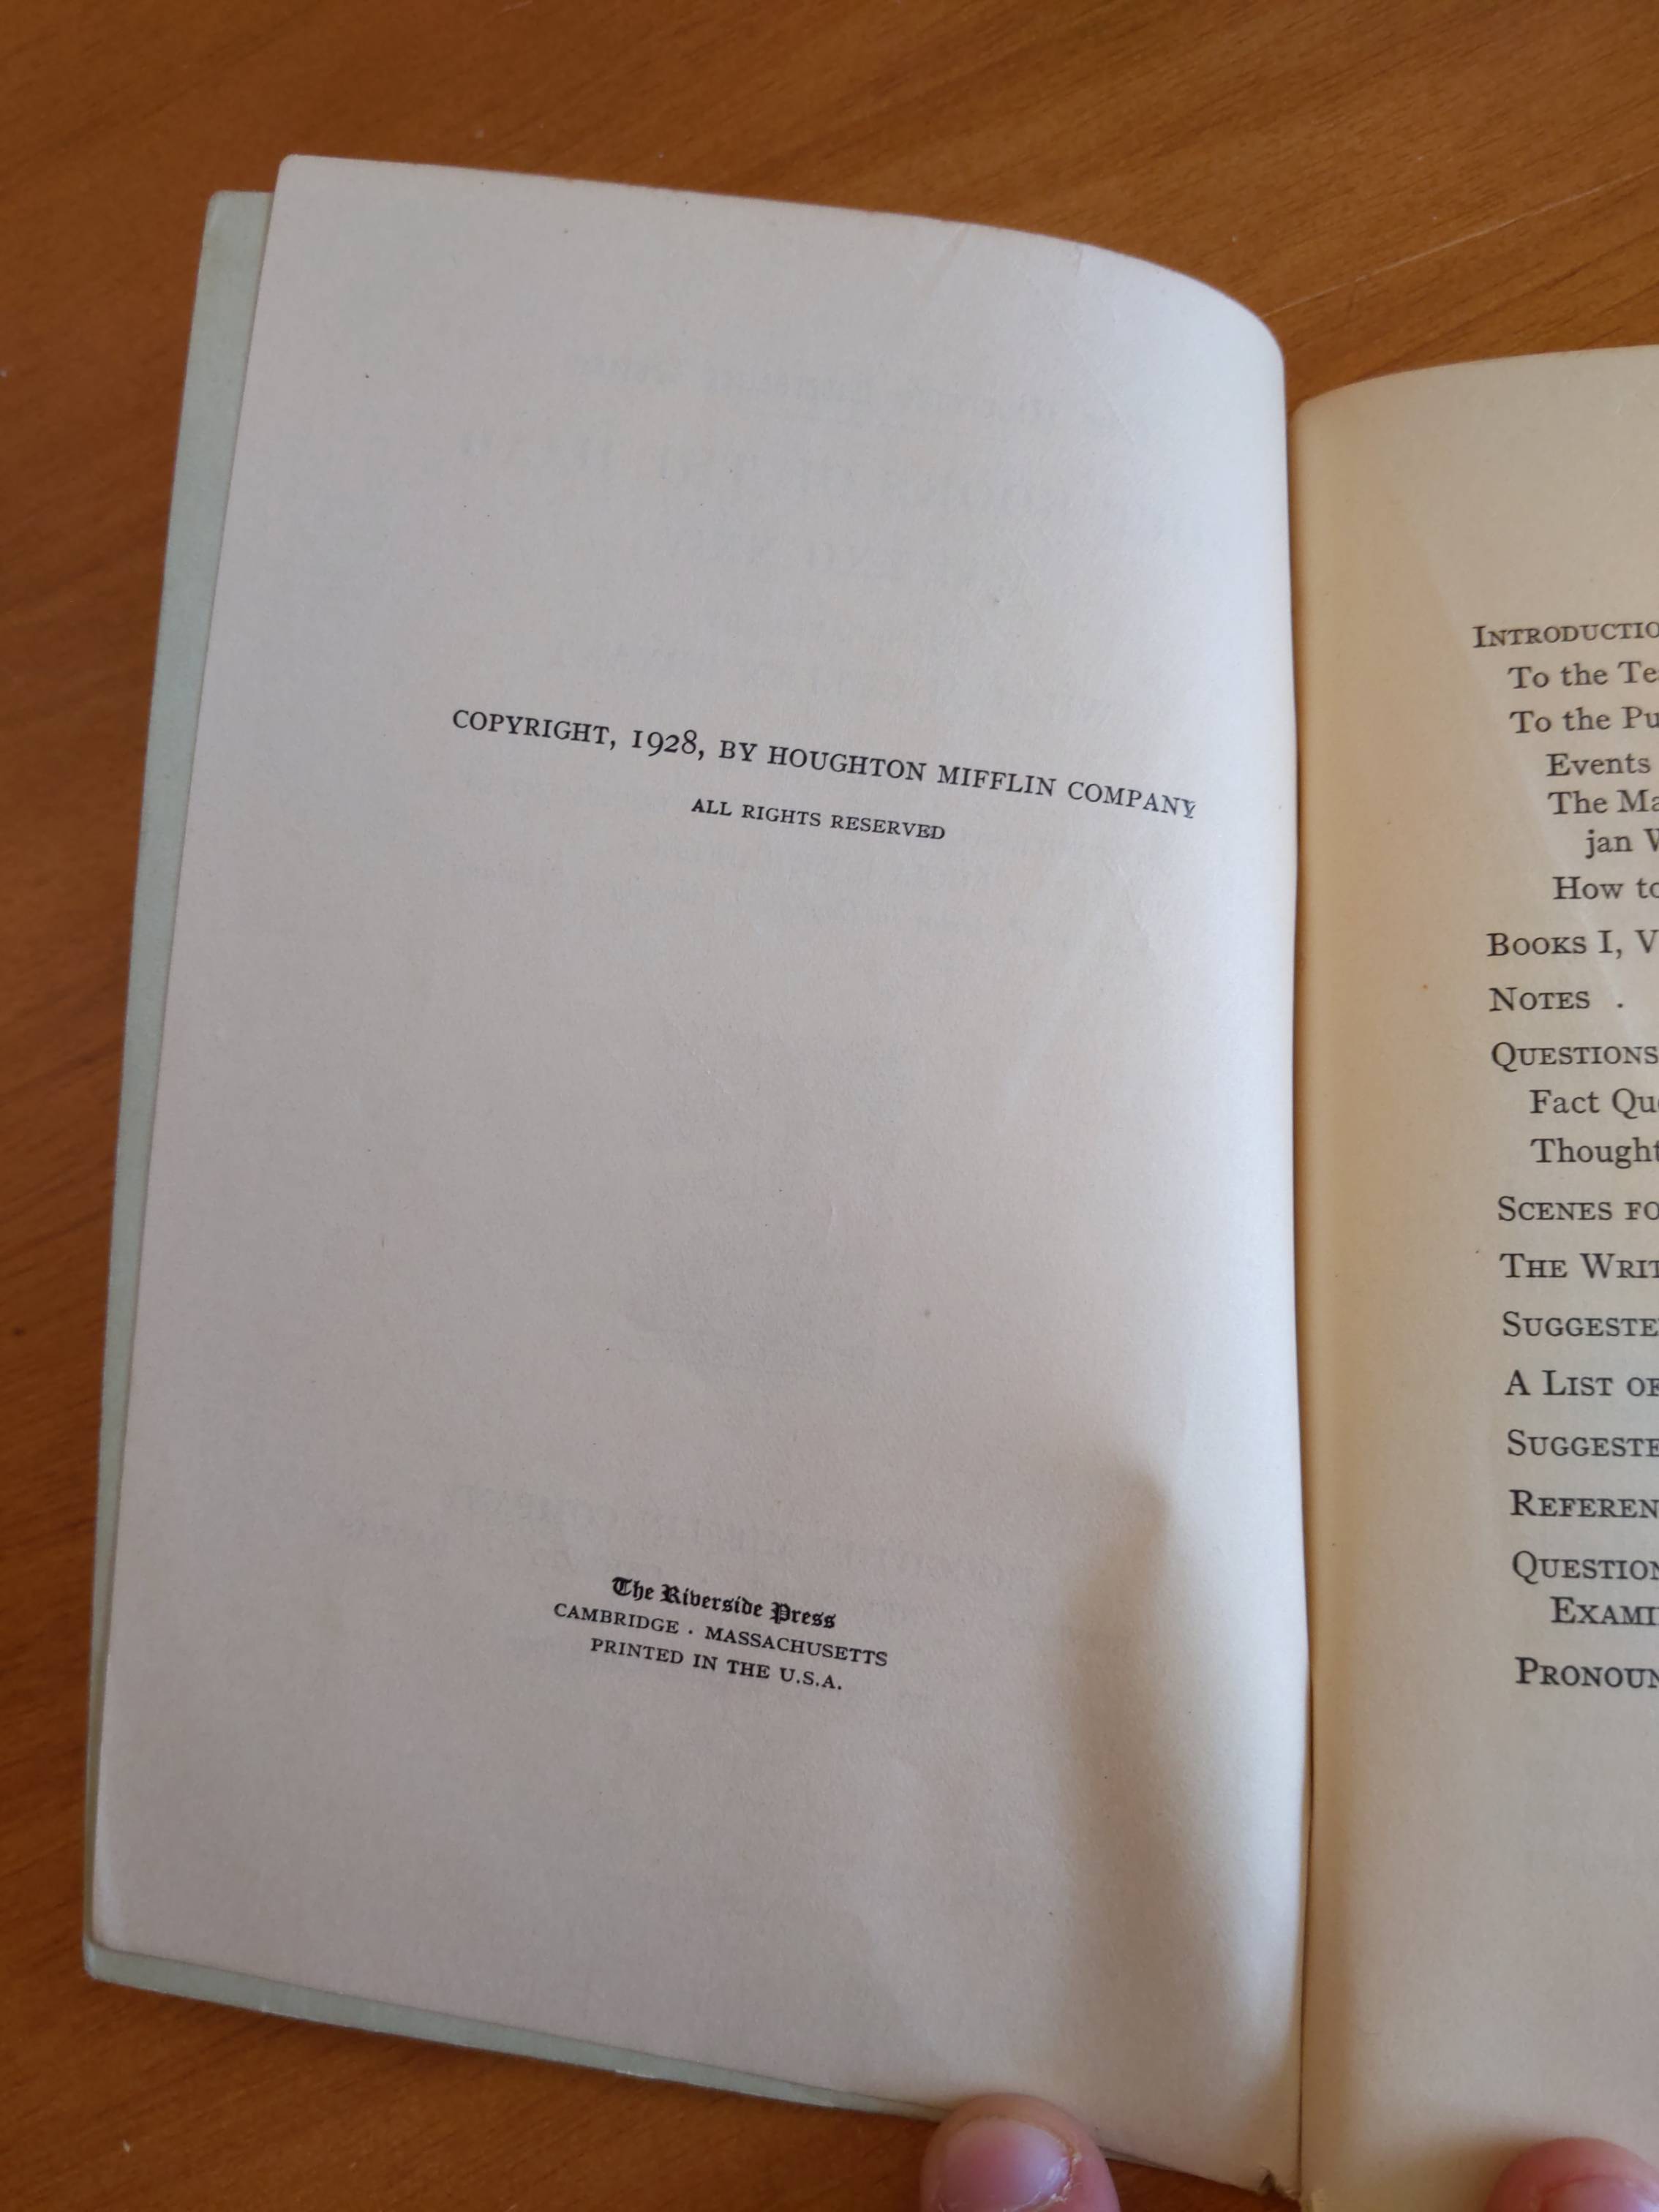 COPYRIGHT, 1928, BY HOUGHTON MIFFLIN COMPANY
ALL RIGHTS RESERVED
The Riverside Press
CAMBRIDGE · MASSACHUSETTS
PRINTED IN THE U.S.A.
INTRODUCTIO
To the Te
To the Pu
Events
The Ma
jan W
How to
BOOKS I, V
NOTES .
QUESTIONS
Fact Qu
Thought
SCENES FO
THE WRIT
SUGGESTE
A LIST OF
SUGGESTE
REFEREN
QUESTION
EXAMI
PRONOUN